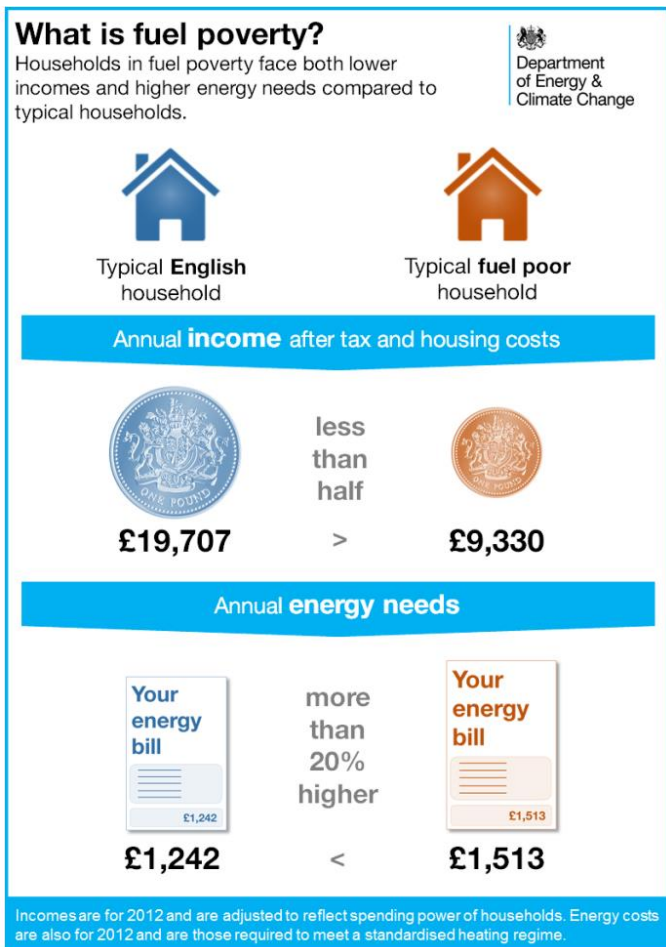 What is fuel poverty?
Households in fuel poverty face both lower
incomes and higher energy needs compared to
typical households.
Department
of Energy &
Climate Change
Typical English
household
Typical fuel poor
household
Annual income after tax and housing costs
ONE POUND
less
than
half
ONE POUND
£19,707
>
£9,330
Annual energy needs
Your
energy
bill
£1,242
more
than
20%
higher
Your
energy
bill
£1,513
£1,242
<
£1,513
Incomes are for 2012 and are adjusted to reflect spending power of households. Energy costs
are also for 2012 and are those required to meet a standardised heating regime.